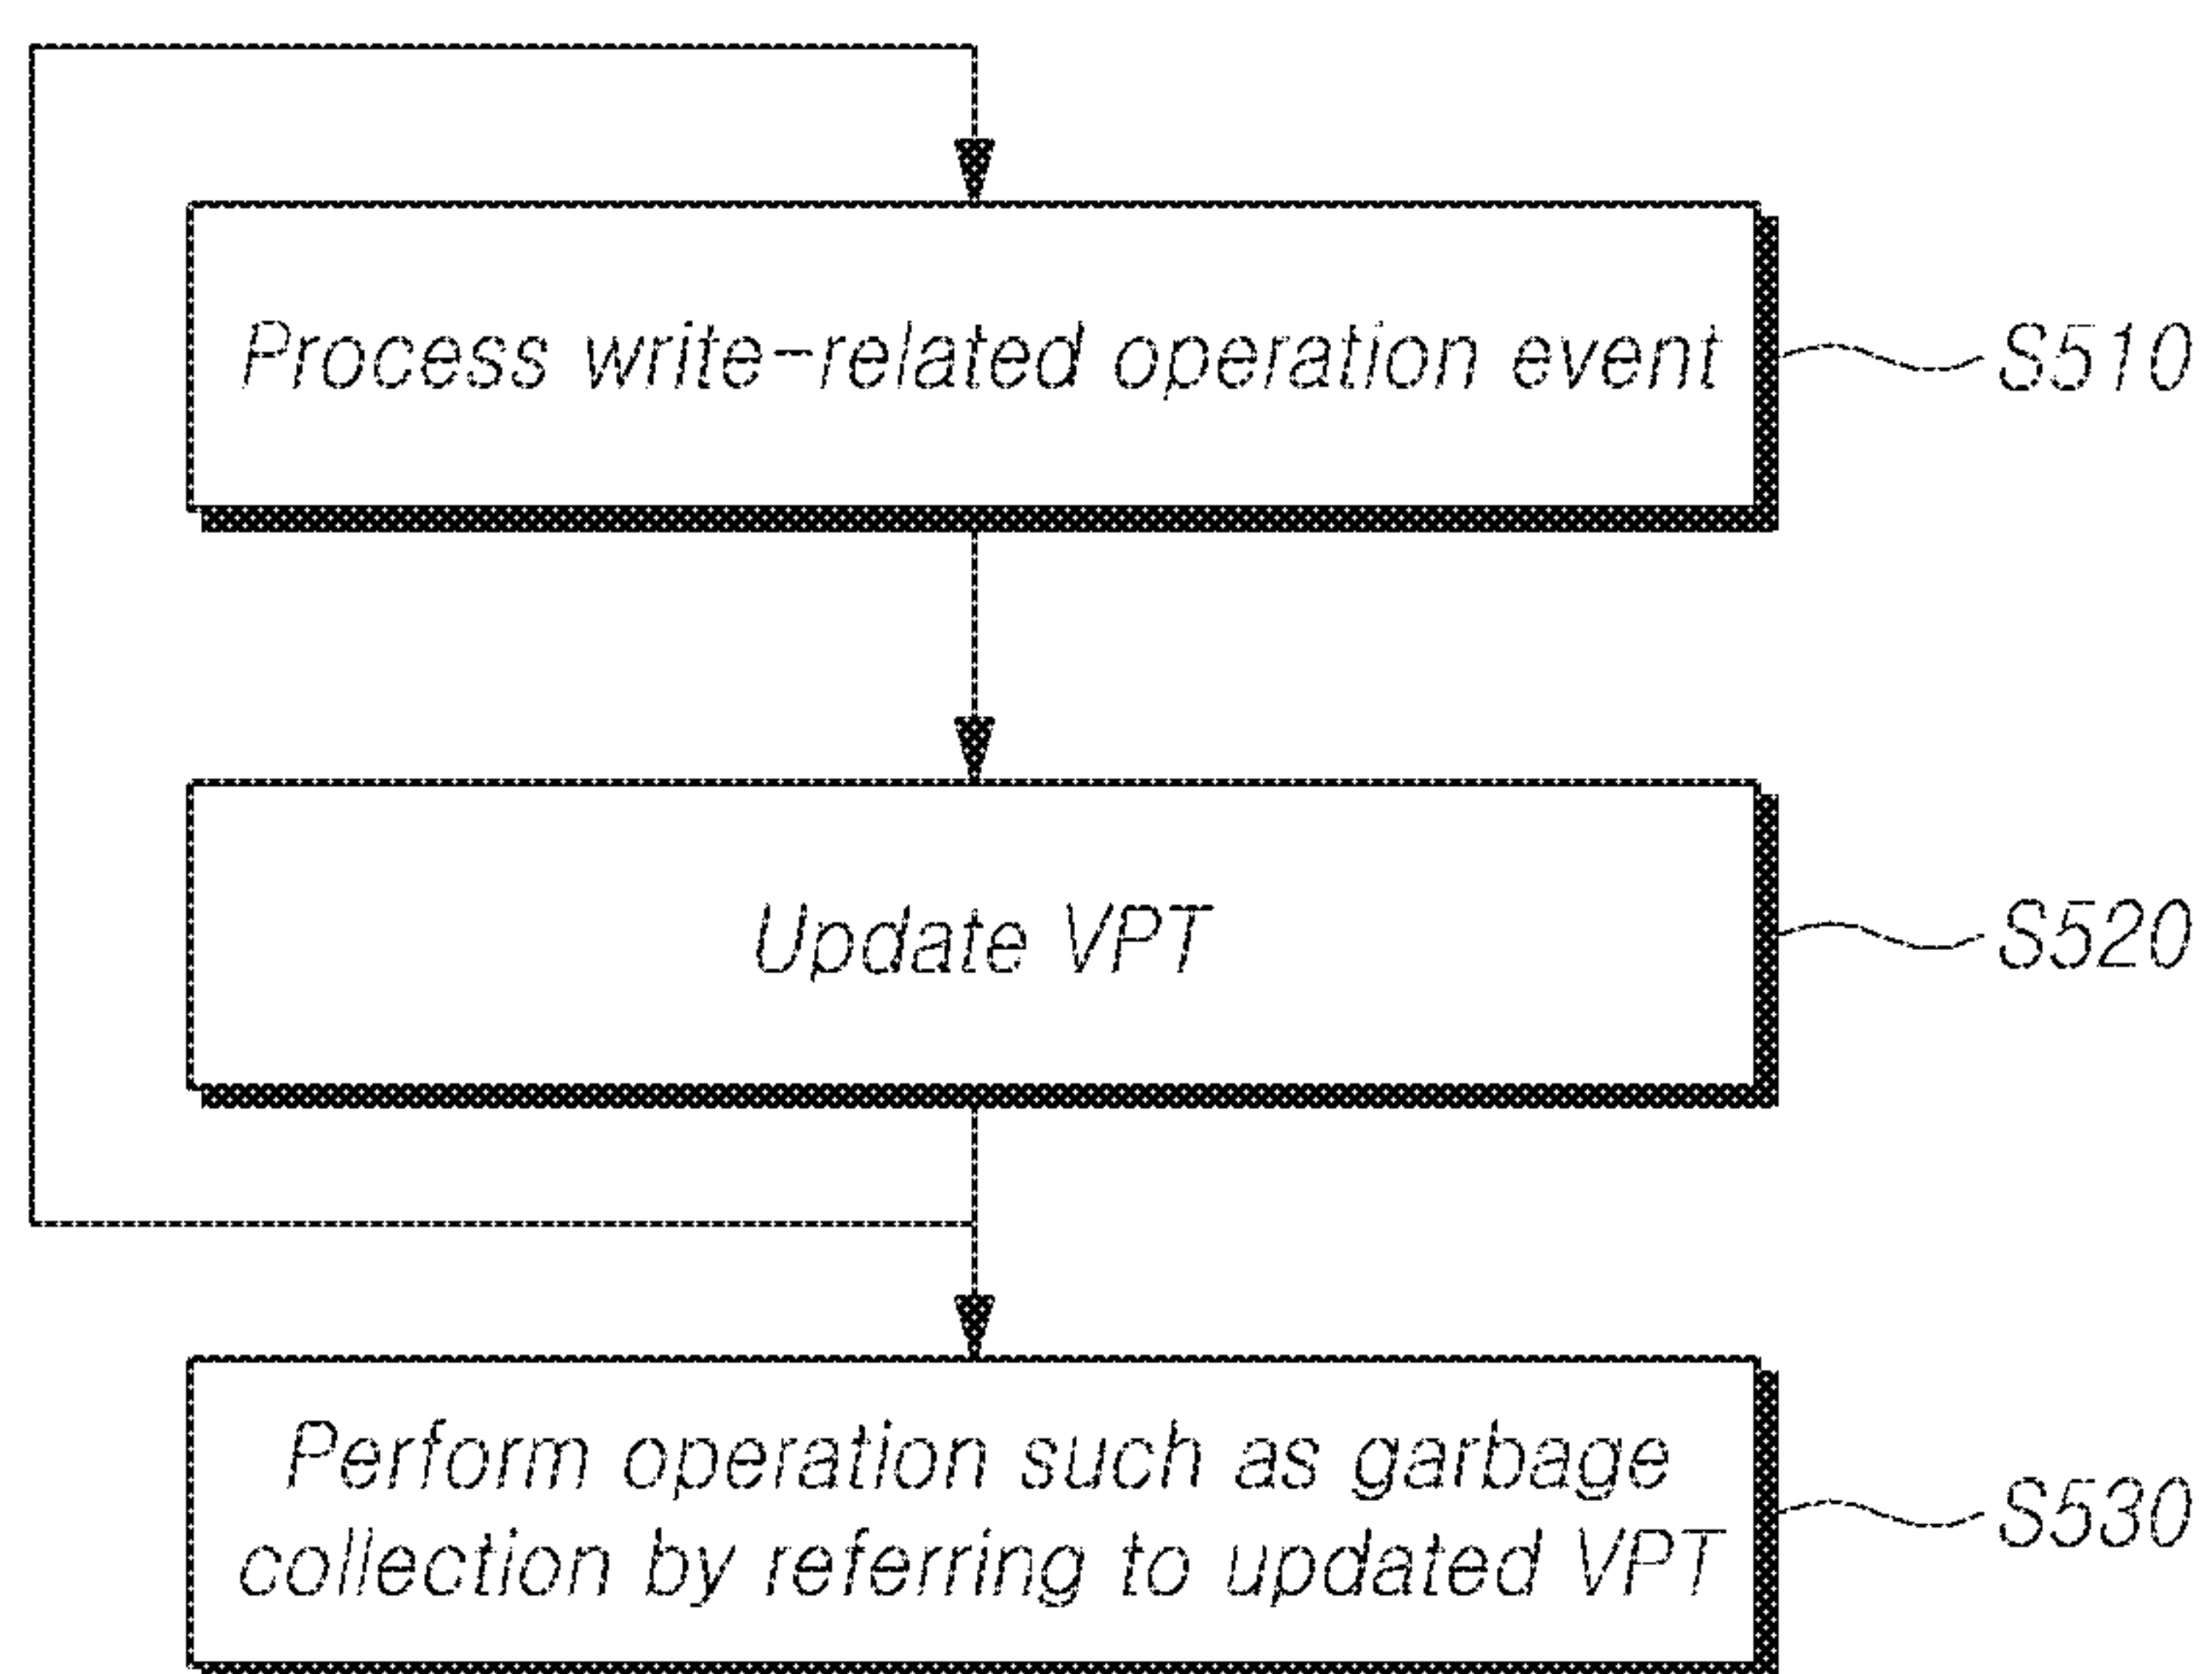 Process write-related operation event
S510
Update VPT
S520
Perform operation such as garbage
collection by referring to updated VPT
S530